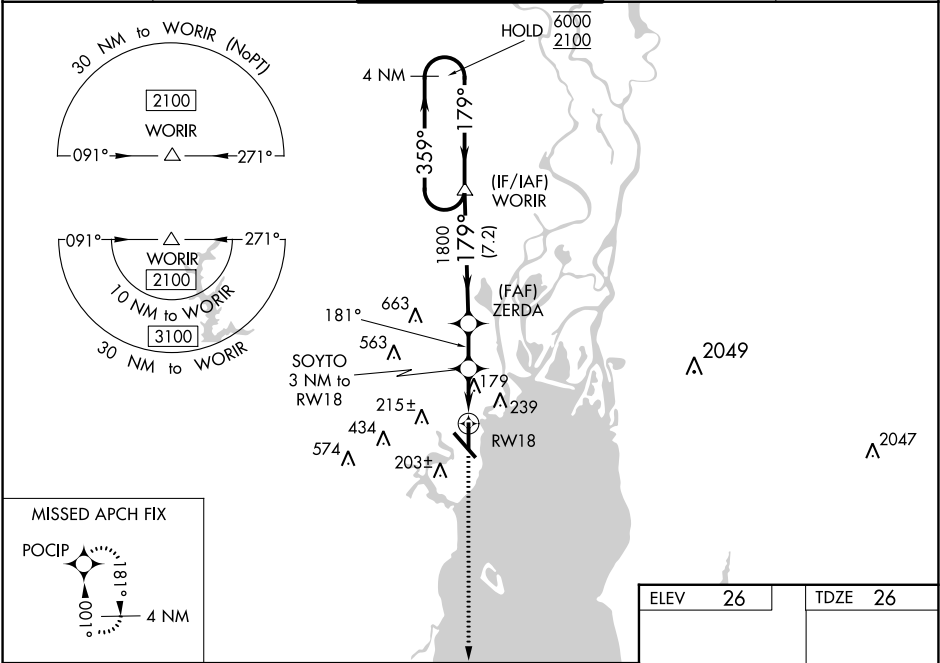 30 NM to WORIR (NoPT)
2100
WORIR
091°
271°
091°
271°
WORIR
2100
10 NM to WORIR
3100
30 NM to WORIR
HOLD
6000
2100
4 NM
359°
179°
(IF/IAF)
WORIR
1800
179°
(7.2)
(FAF)
ZERDA
663
181°
563
SOYTO
3 NM to
RW18
179
239
215±
434
574
203±
RW18
2049
2047
MISSED APCH FIX
POCIP
181°
001°
4 NM
ELEV 26
TDZE 26